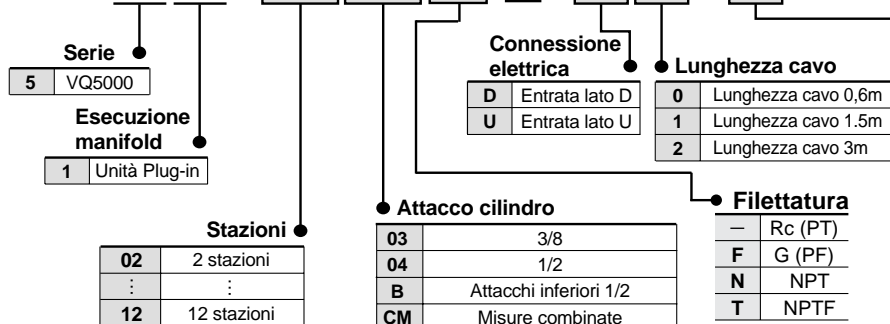 Serie
5 VQ5000
Esecuzione
manifold
1 Unità Plug-in
Stazioni
02 2 stazioni
⋮ ⋮
12 12 stazioni
Attacco cilindro
03 3/8
04 1/2
B Attacchi inferiori 1/2
CM Misure combinate
Connessione
elettrica
D Entrata lato D
U Entrata lato U
Lunghezza cavo
0 Lunghezza cavo 0,6m
1 Lunghezza cavo 1.5m
2 Lunghezza cavo 3m
Filettatura
– Rc (PT)
F G (PF)
N NPT
T NPTF